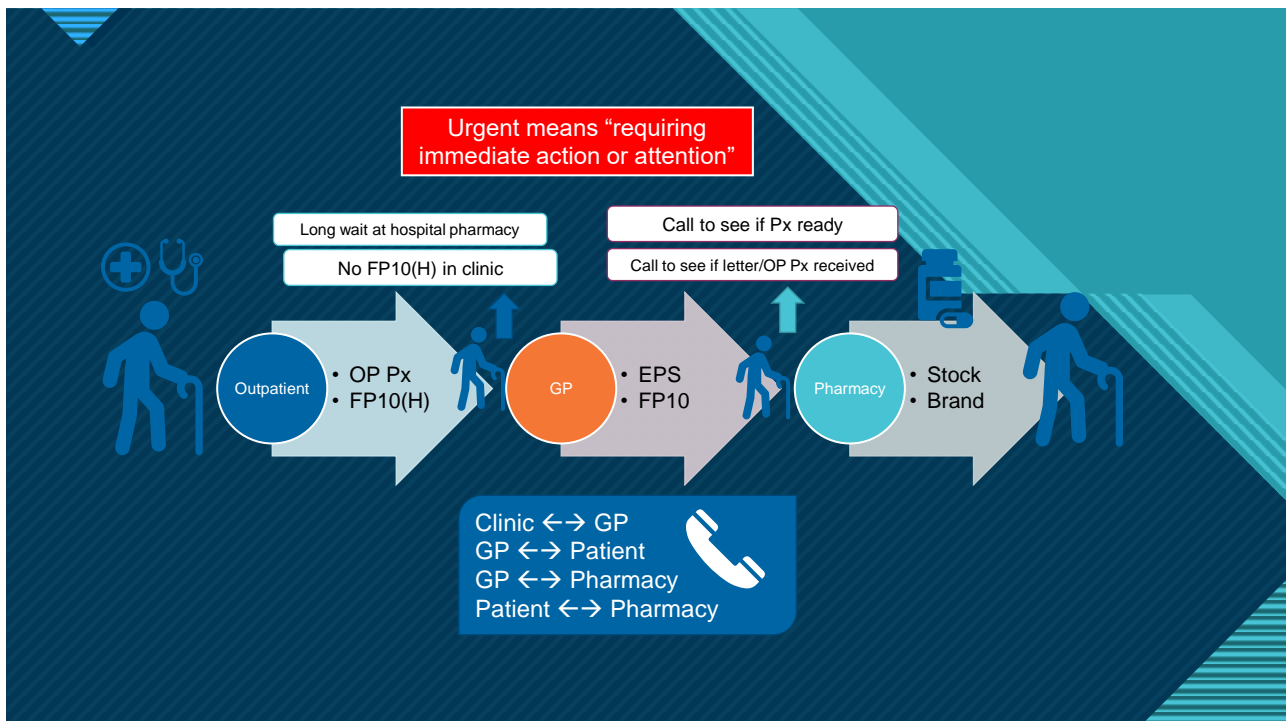 Urgent means “requiring
immediate action or attention”
Long wait at hospital pharmacy
No FP10(H) in clinic
Call to see if Px ready
Call to see if letter/OP Px received
Outpatient
• OP Px
• FP10(H)
GP
• EPS
• FP10
Pharmacy
• Stock
• Brand
Clinic ←→ GP
GP ←→ Patient
GP ←→ Pharmacy
Patient ←→ Pharmacy